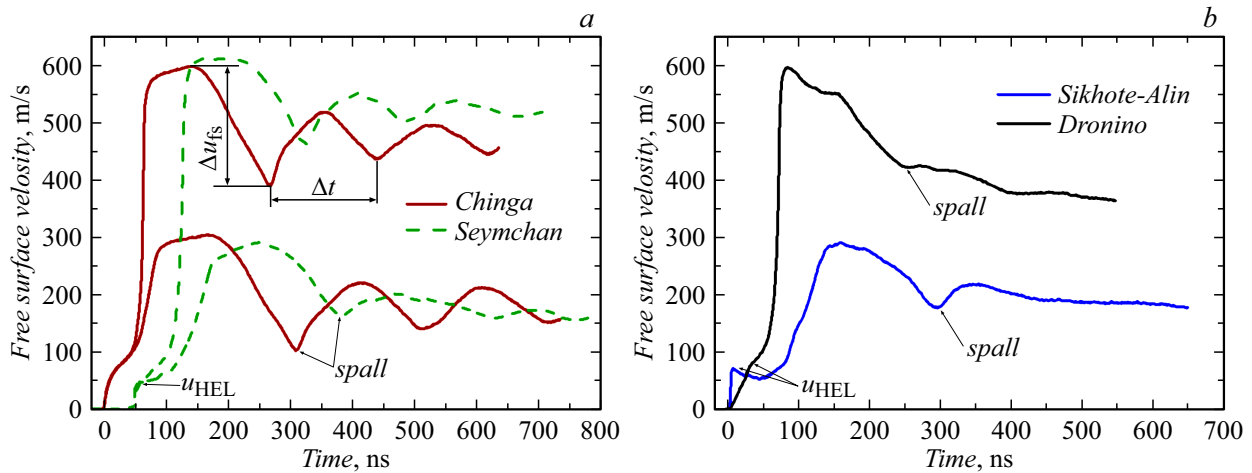 a
600
500
400
300
200
100
0
Free surface velosity, m/s
Δu_fs
Δt
Chinga
Seymchan
spall
u_HEL
0 100 200 300 400 500 600 700 800
Time, ns
b
600
500
400
300
200
100
0
Free surface velosity, m/s
Sikhote-Alin
Dronino
spall
spall
u_HEL
0 100 200 300 400 500 600 700
Time, ns